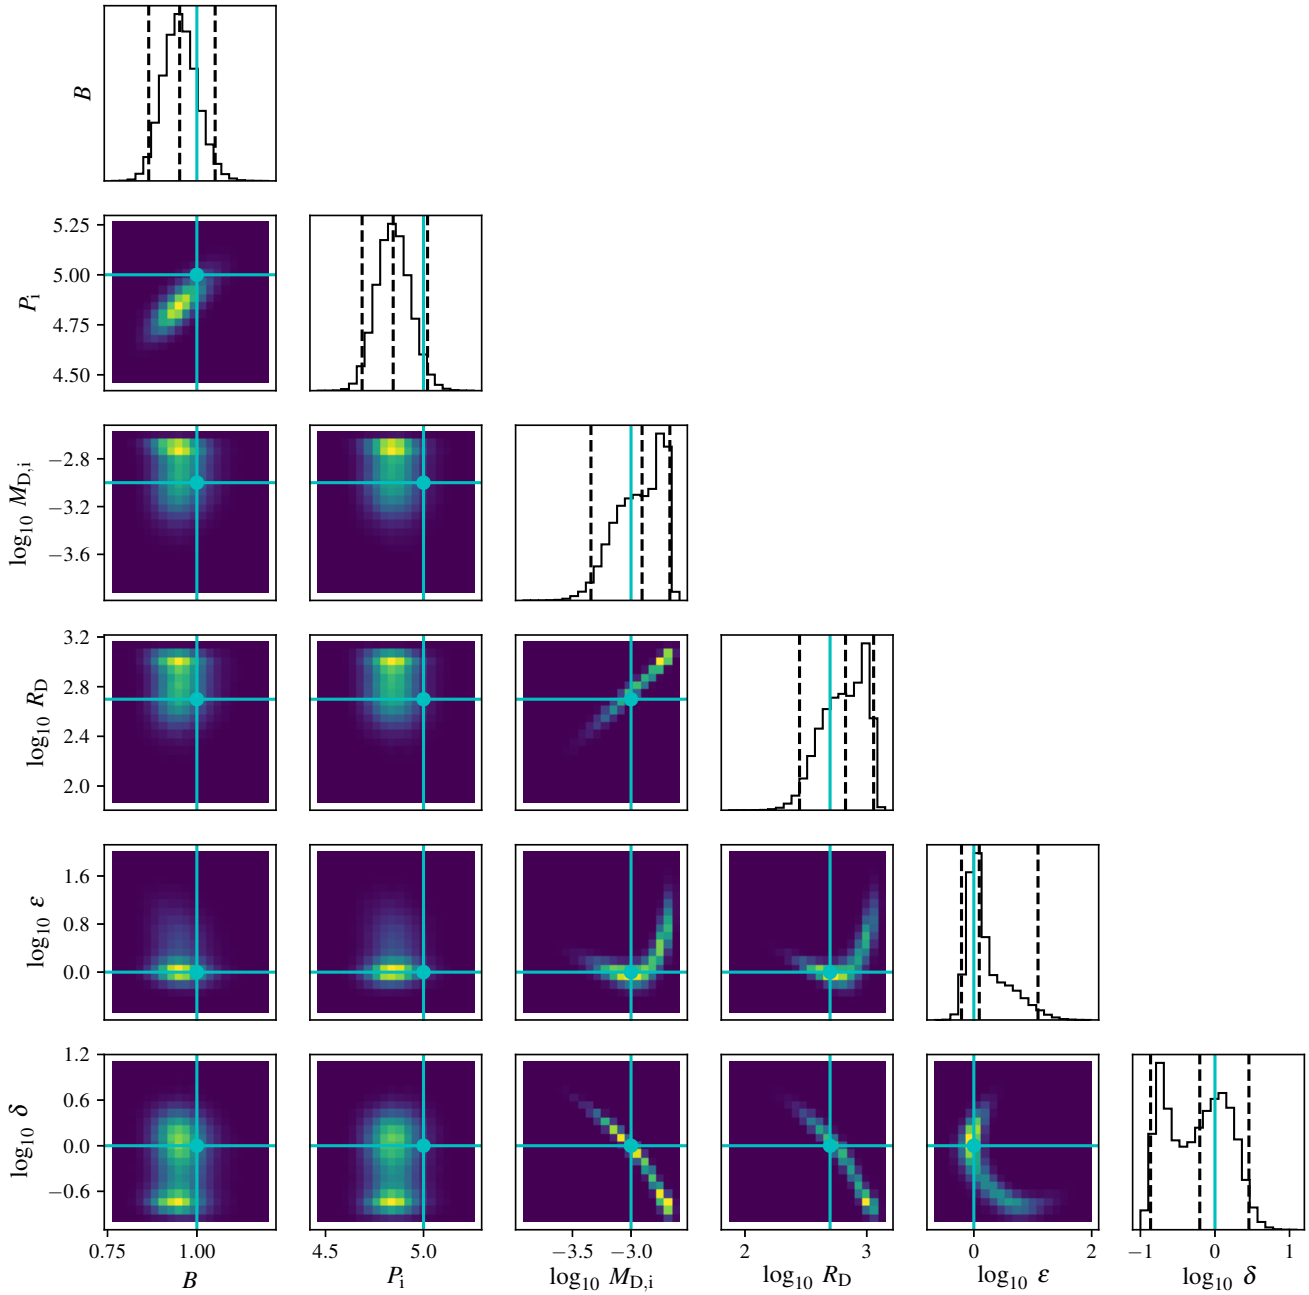 B
5.25
5.00
4.75
4.50
P_i
−2.8
−3.2
−3.6
log₁₀ M_D,i
3.2
2.8
2.4
2.0
log₁₀ R_D
1.6
0.8
0.0
log₁₀ ε
1.2
0.6
0.0
−0.6
log₁₀ δ
0.75 1.00 4.5 5.0 −3.5 −3.0 2 3 0 2 −1 0 1
B P_i log₁₀ M_D,i log₁₀ R_D log₁₀ ε log₁₀ δ